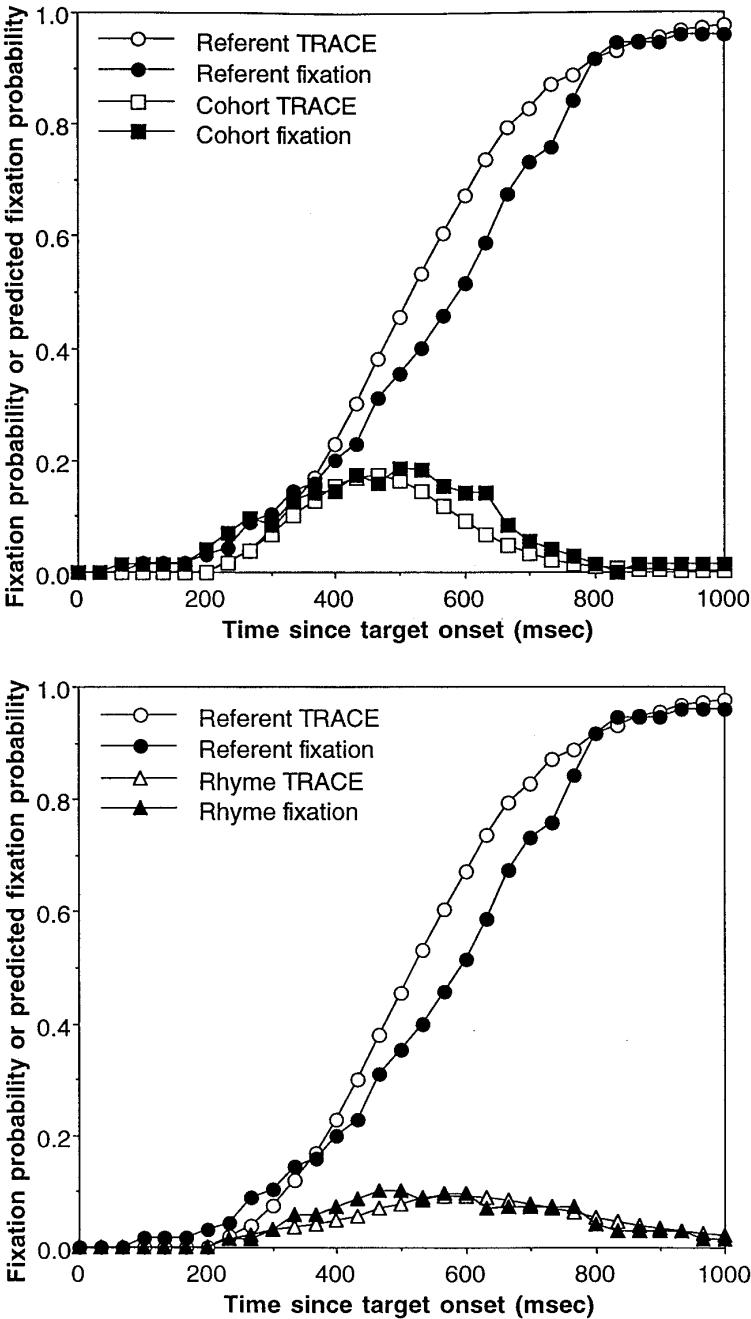 Fixation probability or predicted fixation probability
1.0
0.8
0.6
0.4
0.2
0.0
Referent TRACE
Referent fixation
Cohort TRACE
Cohort fixation
0 200 400 600 800 1000
Time since target onset (msec)
Fixation probability or predicted fixation probability
1.0
0.8
0.6
0.4
0.2
0.0
Referent TRACE
Referent fixation
Rhyme TRACE
Rhyme fixation
0 200 400 600 800 1000
Time since target onset (msec)